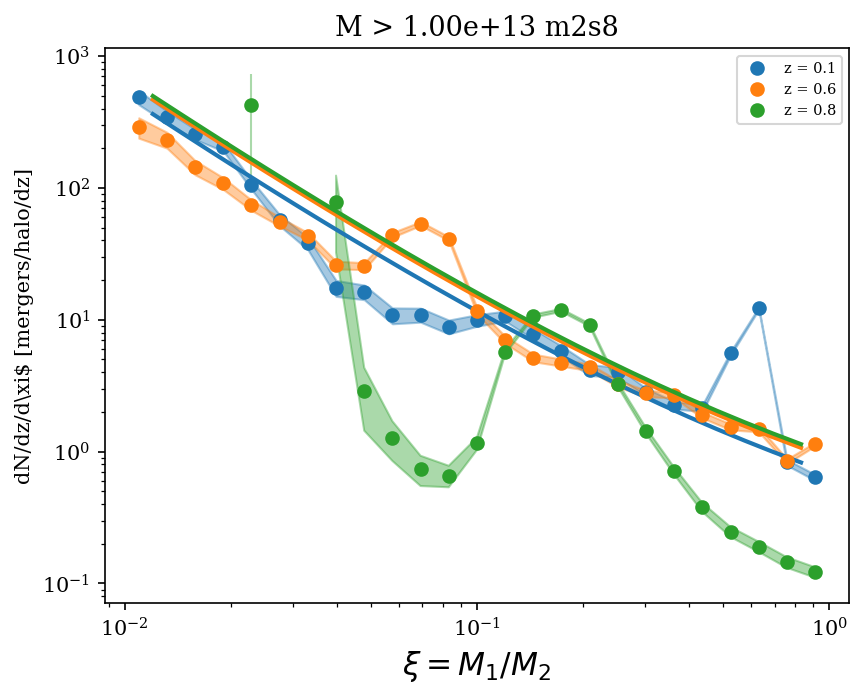 M > 1.00e+13 m2s8
z = 0.1
z = 0.6
z = 0.8
dN/dz/d\xi$ [mergers/halo/dz]
10³
10²
10¹
10⁰
10⁻¹
10⁻² 10⁻¹ 10⁰
ξ = M₁/M₂